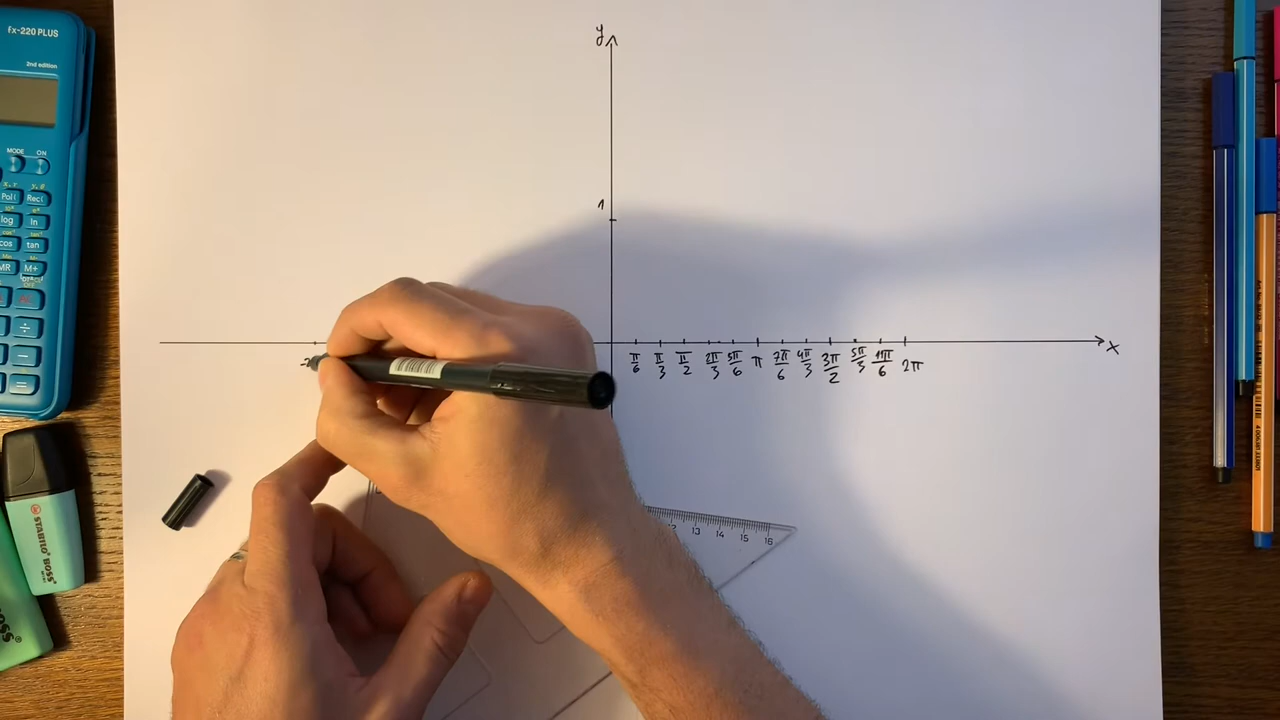 fx-220 PLUS
2nd edition
MODE ON
Pol( Rec(
log ln
cos tan
MR M+
÷
−
=
STABILO BOSS
y
1
x
π/6 π/3 π/2 2π/3 5π/6 π 7π/6 4π/3 3π/2 5π/3 11π/6 2π
12 13 14 15 16